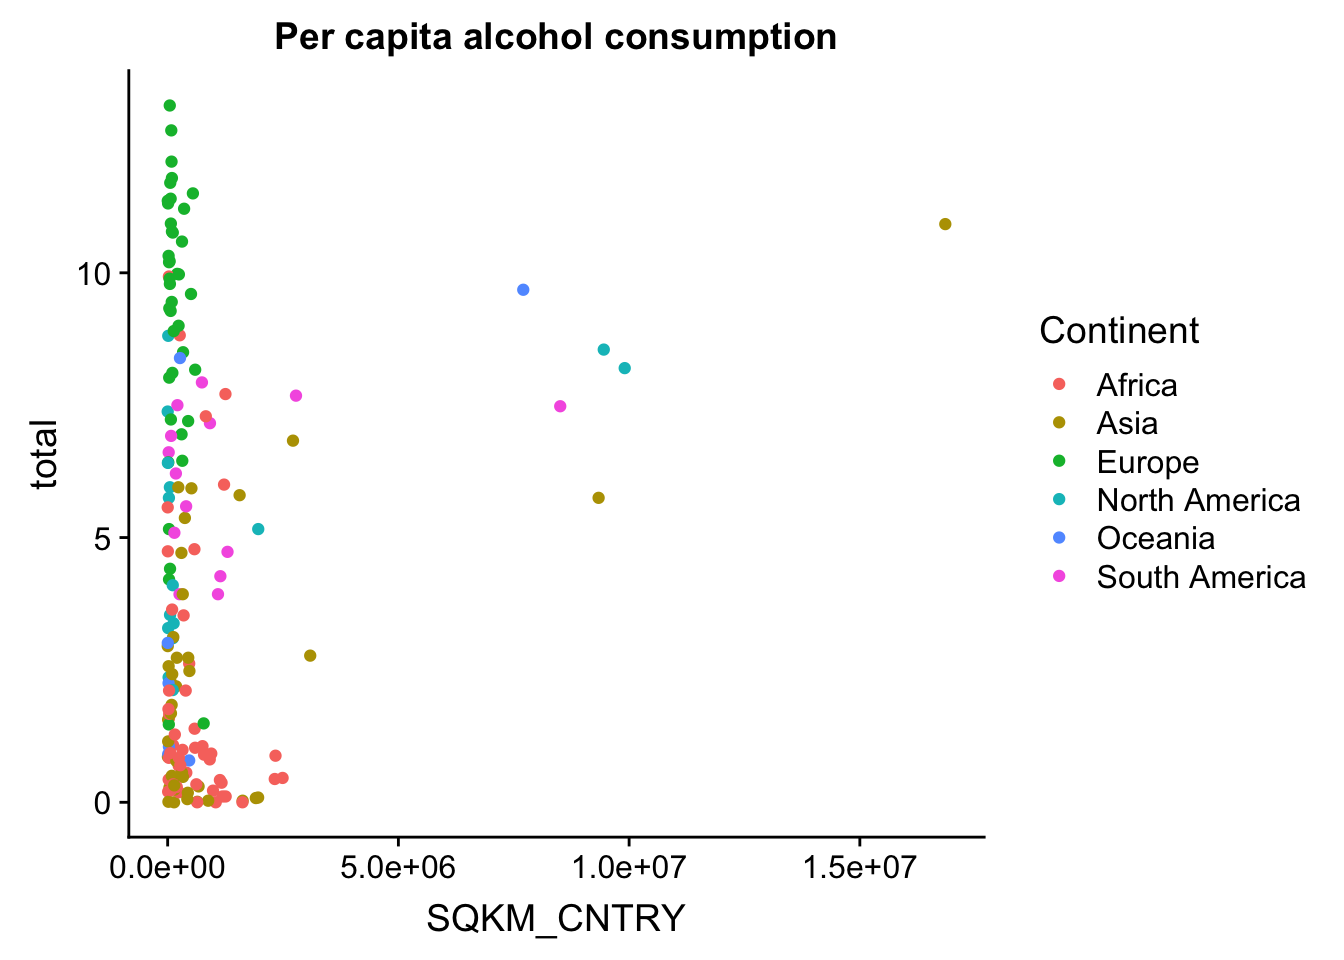 Per capita alcohol consumption
10
5
0
total
0.0e+00 5.0e+06 1.0e+07 1.5e+07
SQKM_CNTRY
Continent
Africa
Asia
Europe
North America
Oceania
South America